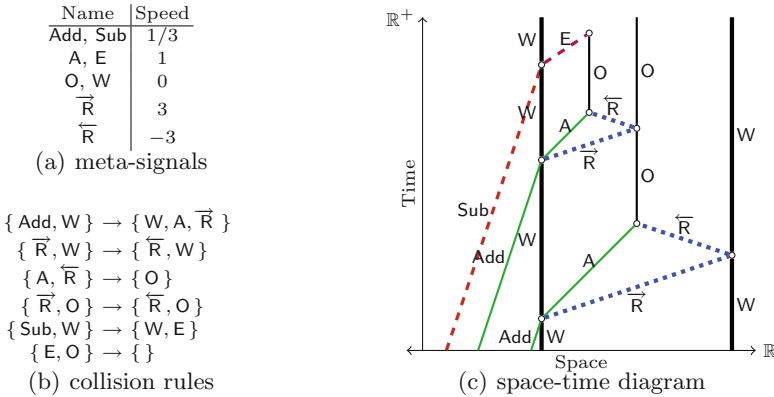 Name Speed
Add, Sub 1/3
A, E 1
O, W 0
R→ 3
R← −3
(a) meta-signals
{ Add, W } → { W, A, R→ }
{ R→, W } → { R←, W }
{ A, R← } → { O }
{ R→, O } → { R←, O }
{ Sub, W } → { W, E }
{ E, O } → { }
(b) collision rules
ℝ⁺
W
E
O
O
W
A
R←
W
R→
Time
O
Sub
W
R←
Add
A
R→
W
Add
W
Space
ℝ
(c) space-time diagram